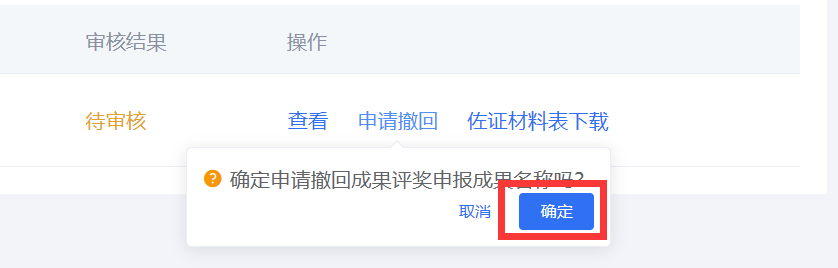 审核结果 操作
待审核 查看 申请撤回 佐证材料表下载
确定申请撤回成果评奖申报成果名称吗?
取消 确定